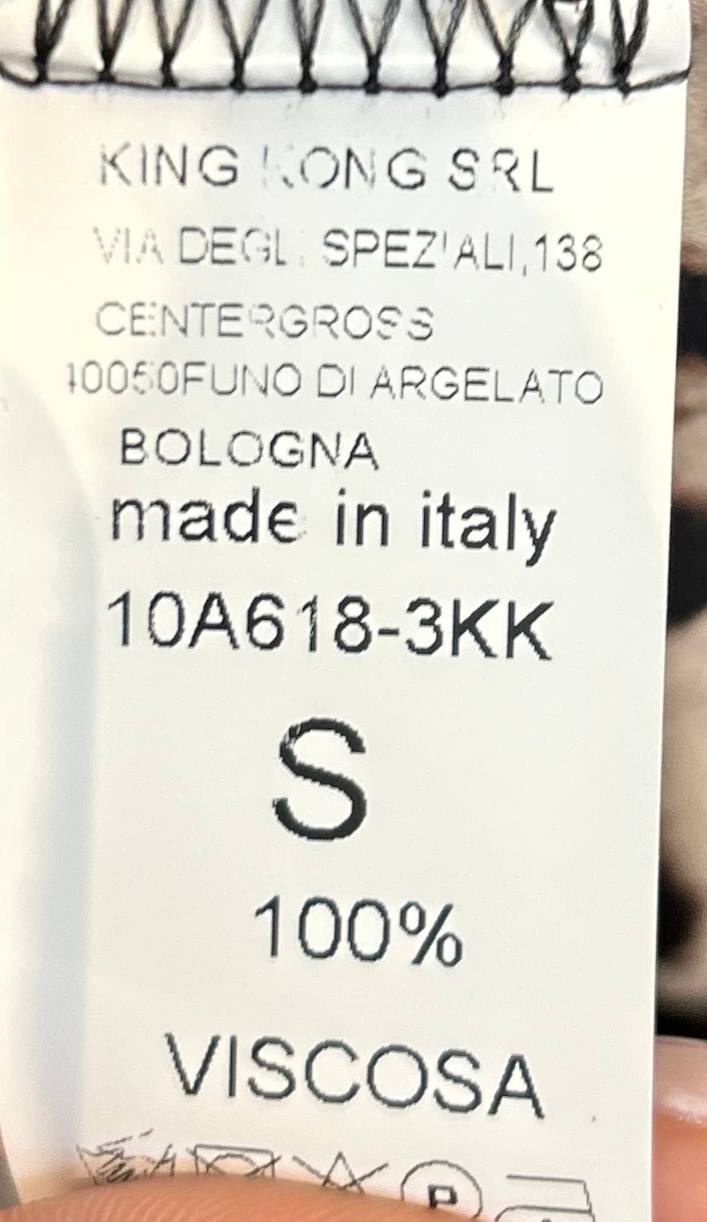 KING KONG SRL
VIA DEGLI SPEZIALI,138
CENTERGROSS
40050FUNO DI ARGELATO
BOLOGNA
made in italy
10A618-3KK
S
100%
VISCOSA
P